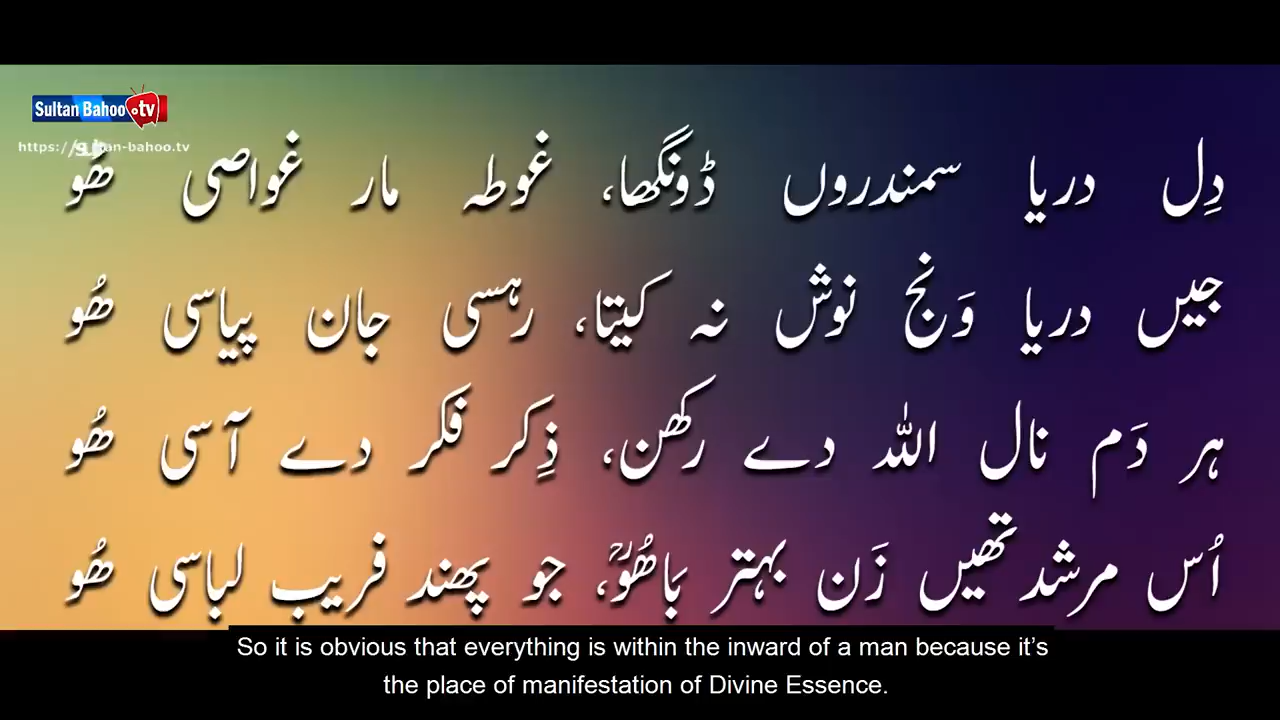 Sultan Bahoo.tv
https://sultan-bahoo.tv
دِل دریا سمندروں ڈونگھا، غوطہ مار غواصی ھُو
جیں دریا وَنج نوش نہ کیتا، رہسی جان پیاسی ھُو
ہر دَم نال اللہ دے رکھن، ذِکر فکر دے آسی ھُو
اُس مرشد تھیں زَن بہتر بَاھُوؒ، جو پھند فریب لباسی ھُو
So it is obvious that everything is within the inward of a man because it’s
the place of manifestation of Divine Essence.